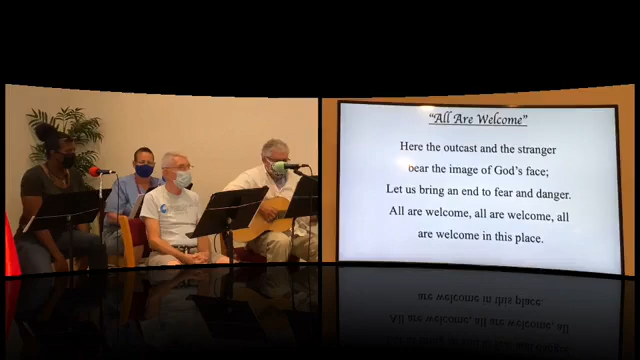 "All Are Welcome"
Here the outcast and the stranger
bear the image of God's face;
Let us bring an end to fear and danger.
All are welcome, all are welcome, all
are welcome in this place.